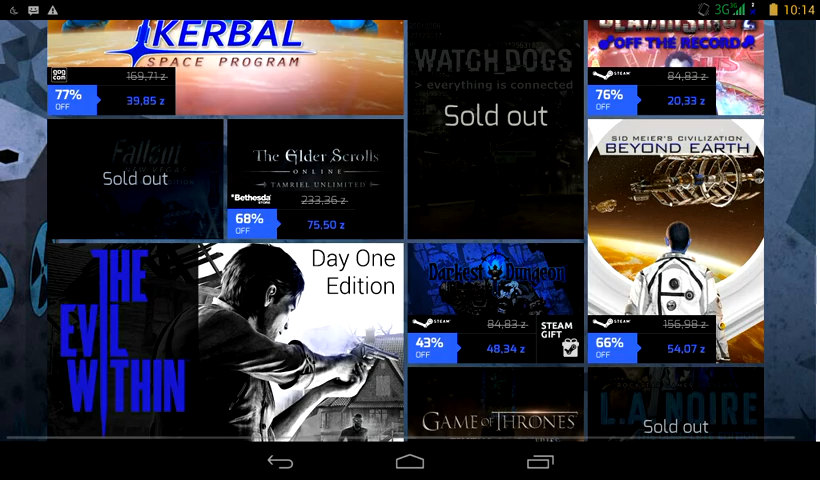 3G
3G
10:14
KERBAL
SPACE PROGRAM
gog
com
169,71 z
77%
OFF
39,85 z
WATCH DOGS
> everything is connected
Sold out
OFF THE RECORD
STEAM
84,83 z
76%
OFF
20,33 z
Fallout
Sold out
The Elder Scrolls
ONLINE
TAMRIEL UNLIMITED
Bethesda
STORE
233,36 z
68%
OFF
75,50 z
SID MEIER'S CIVILIZATION
BEYOND EARTH
STEAM
156,98 z
66%
OFF
54,07 z
THE
EVIL
WITHIN
Day One
Edition
Darkest Dungeon
STEAM
84,83 z
43%
OFF
48,34 z
STEAM
GIFT
GAME OF THRONES
L.A. NOIRE
Sold out